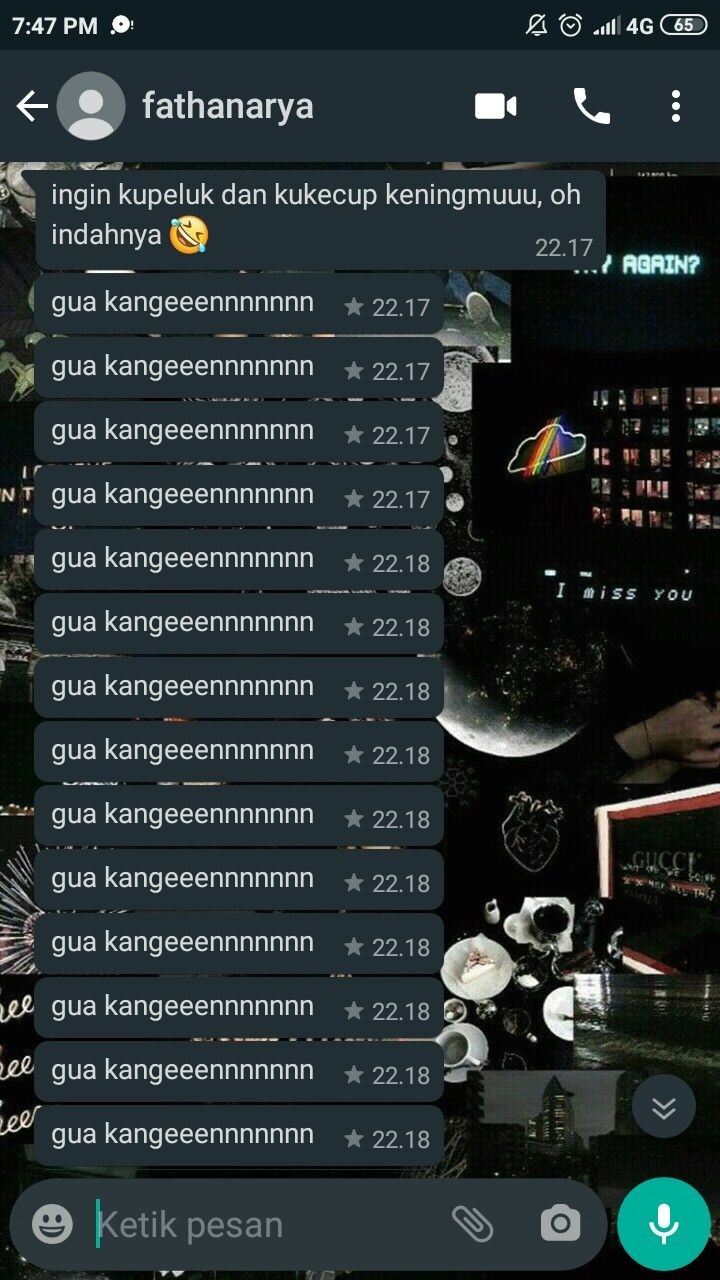 7:47 PM
4G 65
fathanarya
ingin kupeluk dan kukecup keningmuuu, oh
indahnya 🤣
22.17
AGAIN?
gua kangeeennnnnnn ★ 22.17
gua kangeeennnnnnn ★ 22.17
gua kangeeennnnnnn ★ 22.17
gua kangeeennnnnnn ★ 22.17
gua kangeeennnnnnn ★ 22.18
I miss you
gua kangeeennnnnnn ★ 22.18
gua kangeeennnnnnn ★ 22.18
gua kangeeennnnnnn ★ 22.18
gua kangeeennnnnnn ★ 22.18
gua kangeeennnnnnn ★ 22.18
GUCCI
gua kangeeennnnnnn ★ 22.18
gua kangeeennnnnnn ★ 22.18
gua kangeeennnnnnn ★ 22.18
gua kangeeennnnnnn ★ 22.18
Ketik pesan